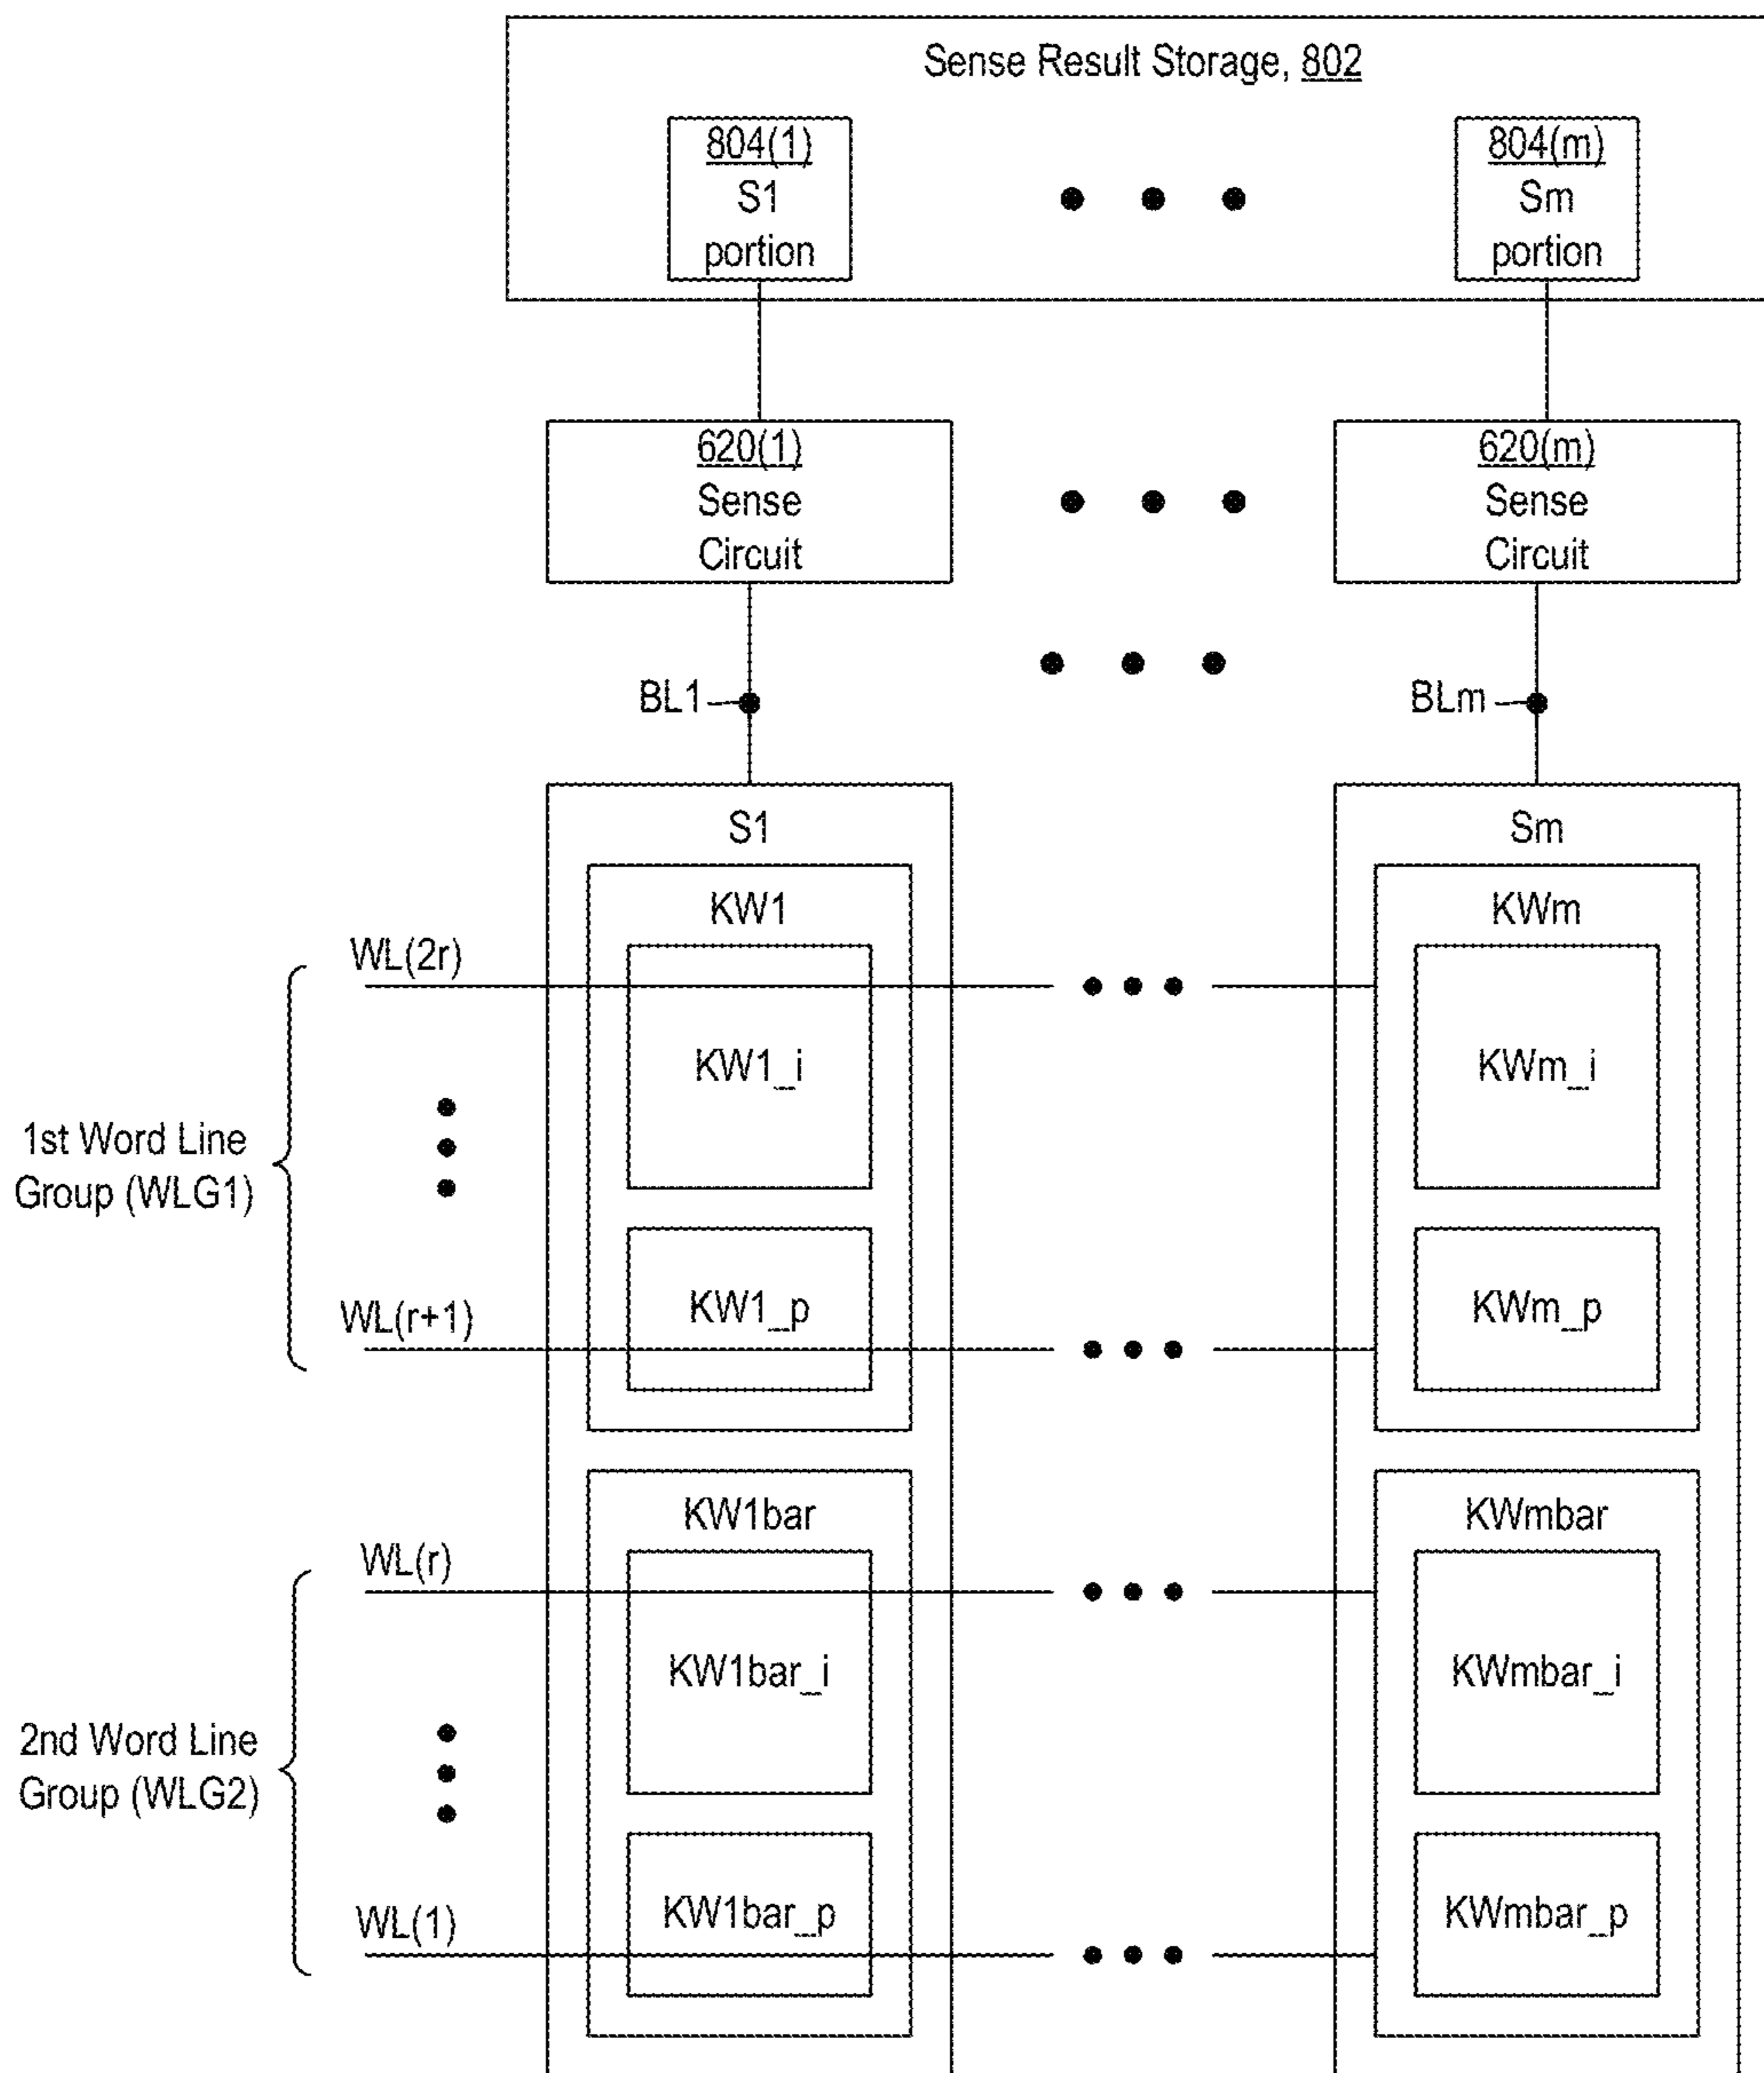 Sense Result Storage, 802
804(1)
S1
portion
804(m)
Sm
portion
620(1)
Sense
Circuit
620(m)
Sense
Circuit
BL1
BLm
S1
Sm
KW1
KWm
WL(2r)
KW1_i
KWm_i
1st Word Line
Group (WLG1)
WL(r+1)
KW1_p
KWm_p
KW1bar
KWmbar
WL(r)
KW1bar_i
KWmbar_i
2nd Word Line
Group (WLG2)
WL(1)
KW1bar_p
KWmbar_p